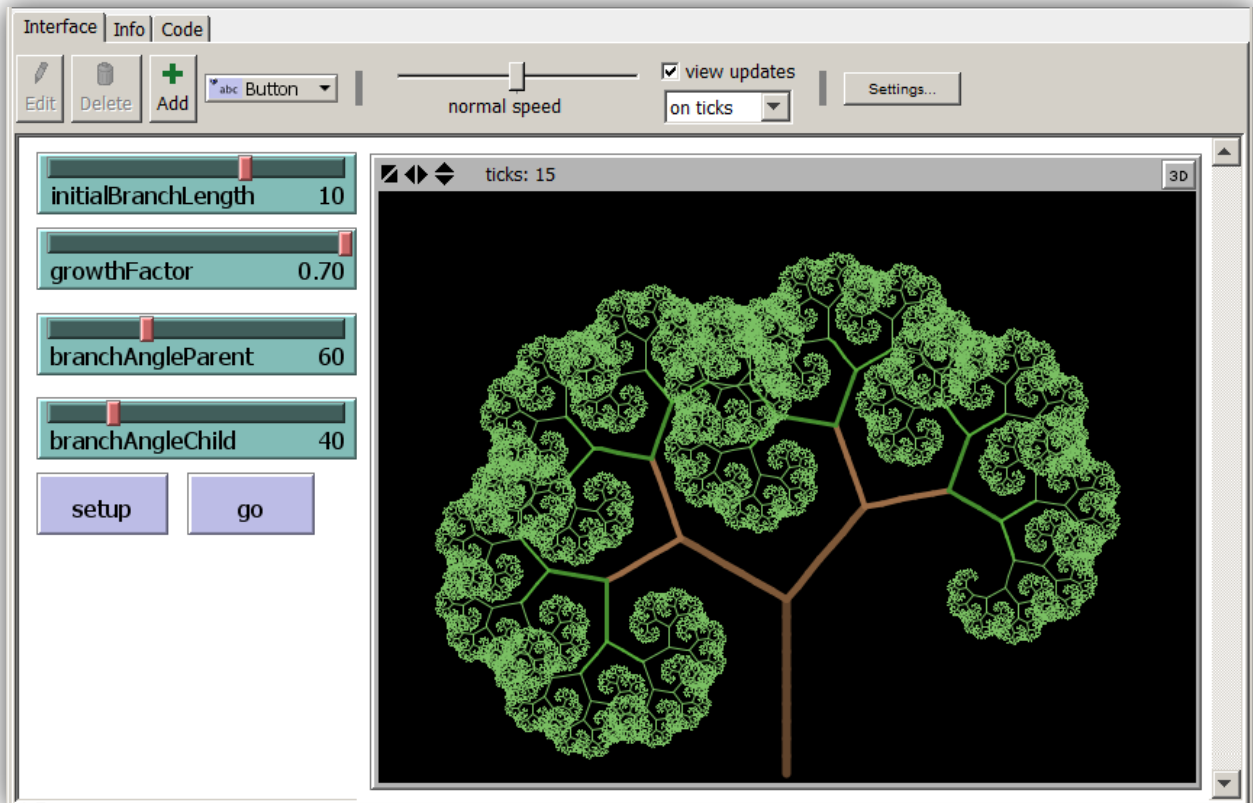 Interface Info Code
Edit Delete Add abc Button normal speed view updates on ticks Settings...
initialBranchLength 10
growthFactor 0.70
branchAngleParent 60
branchAngleChild 40
setup go
ticks: 15 3D